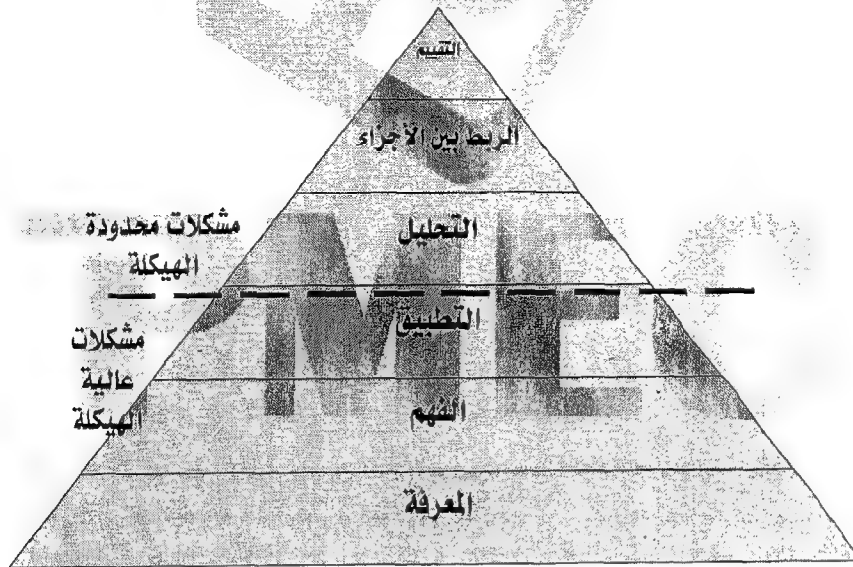 التقييم
الربط بين الأجزاء
مشكلات محدودة
الهيكلة
التحليل
التطبيق
مشكلات
عالية
الهيكلة
الفهم
المعرفة